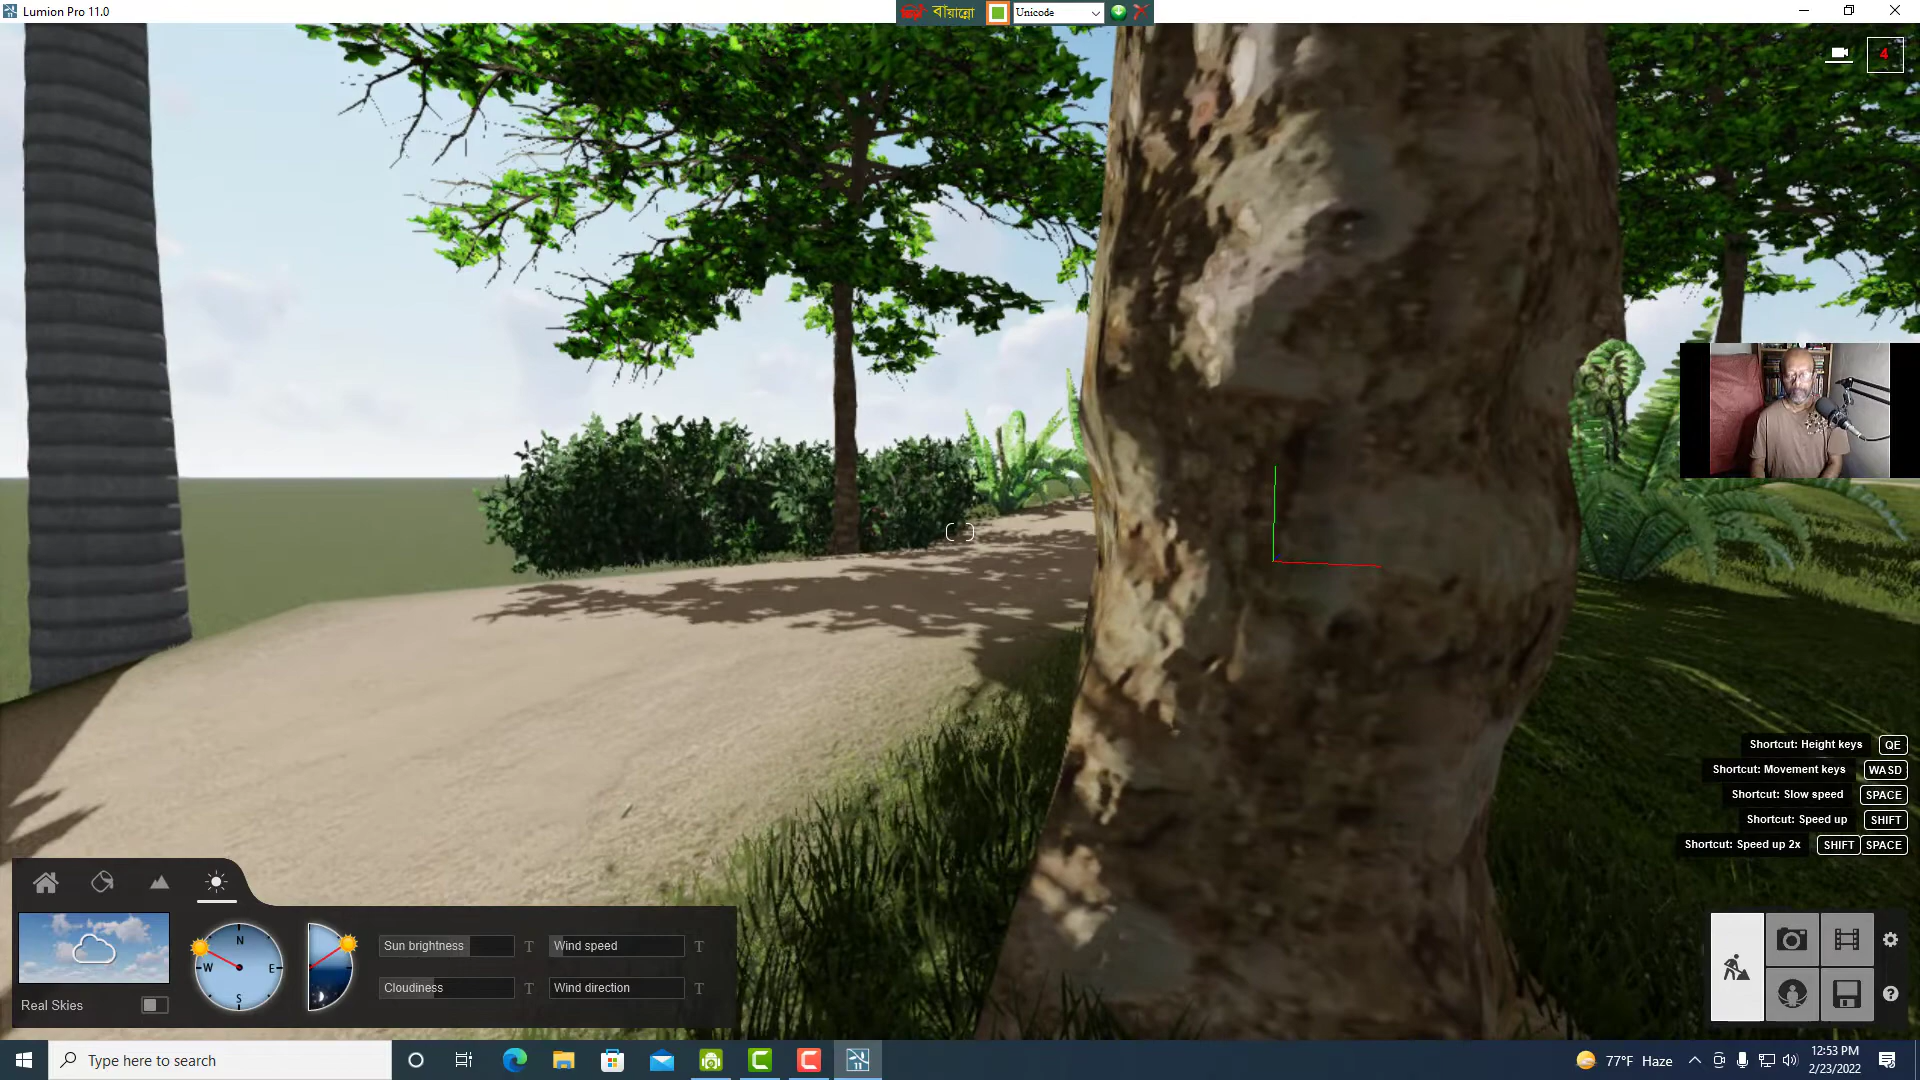 Lumion Pro 11.0
বাঁয়ান্নো
Unicode
4
Shortcut: Height keys QE
Shortcut: Movement keys WASD
Shortcut: Slow speed SPACE
Shortcut: Speed up SHIFT
Shortcut: Speed up 2x SHIFT SPACE
N
W E
S
Sun brightness T Wind speed T
Cloudiness T Wind direction T
Real Skies
Type here to search
11
77°F Haze
12:53 PM
2/23/2022